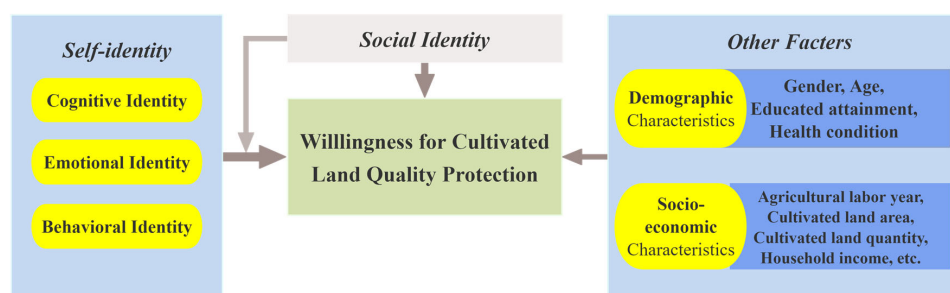 Self-identity
Cognitive Identity
Emotional Identity
Behavioral Identity
Social Identity
Willlingness for Cultivated
Land Quality Protection
Other Facters
Demographic
Characteristics
Gender, Age,
Educated attainment,
Health condition
Socio-
economic
Characteristics
Agricultural labor year,
Cultivated land area,
Cultivated land quantity,
Household income, etc.